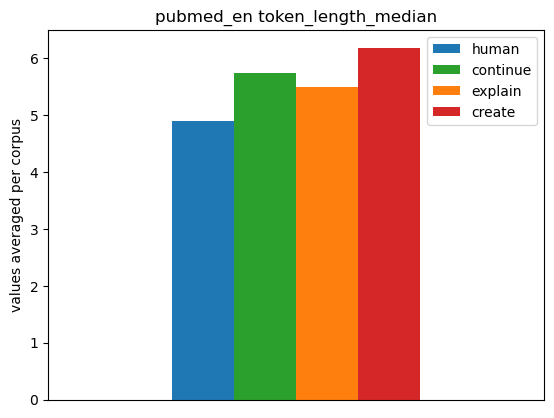 pubmed_en token_length_median
values averaged per corpus
6
5
4
3
2
1
0
human
continue
explain
create